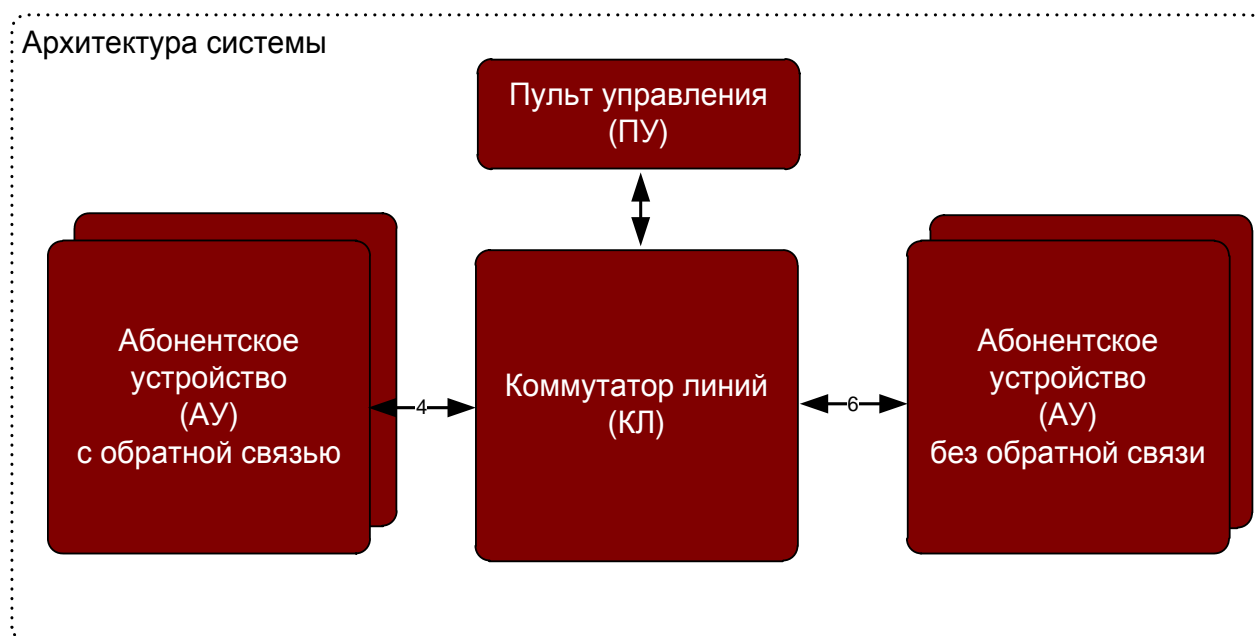 Архитектура системы
Пульт управления
(ПУ)
Абонентское
устройство
(АУ)
с обратной связью
4
Коммутатор линий
(КЛ)
6
Абонентское
устройство
(АУ)
без обратной связи